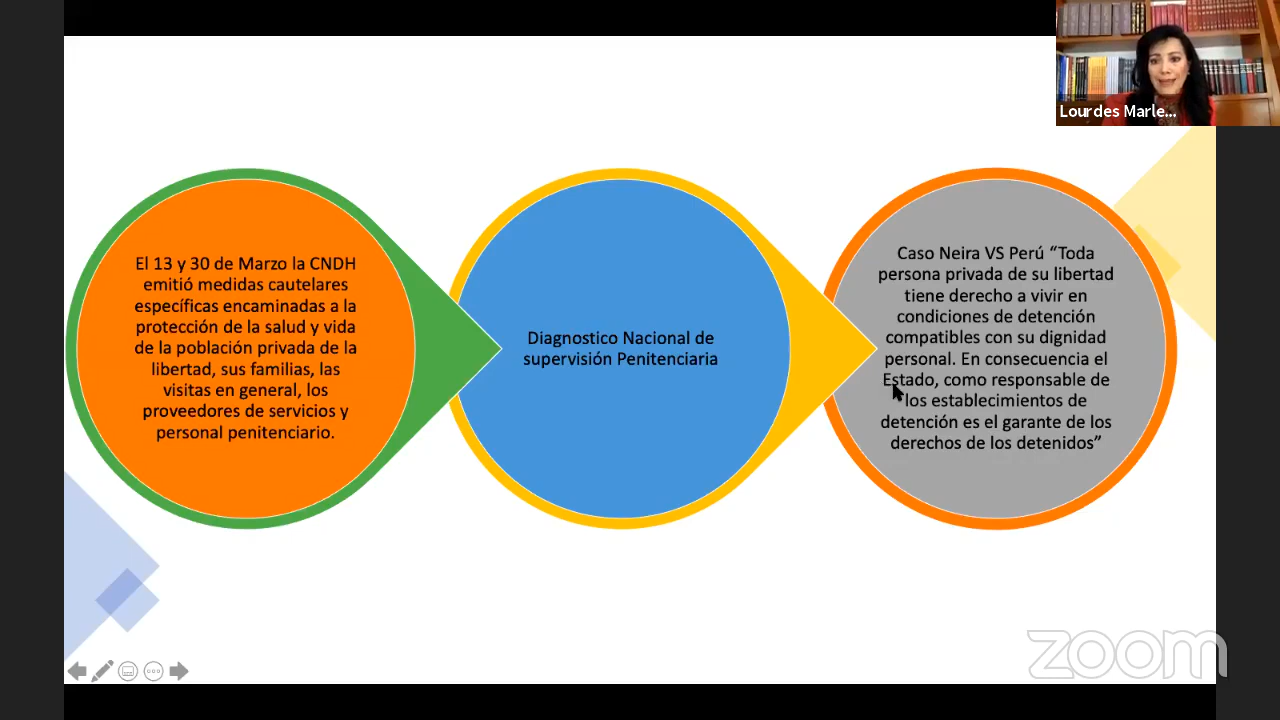 Lourdes Marle...
El 13 y 30 de Marzo la CNDH
emitió medidas cautelares
específicas encaminadas a la
protección de la salud y vida
de la población privada de la
libertad, sus familias, las
visitas en general, los
proveedores de servicios y
personal penitenciario.
Diagnostico Nacional de
supervisión Penitenciaria
Caso Neira VS Perú “Toda
persona privada de su libertad
tiene derecho a vivir en
condiciones de detención
compatibles con su dignidad
personal. En consecuencia el
Estado, como responsable de
los establecimientos de
detención es el garante de los
derechos de los detenidos”
zoom